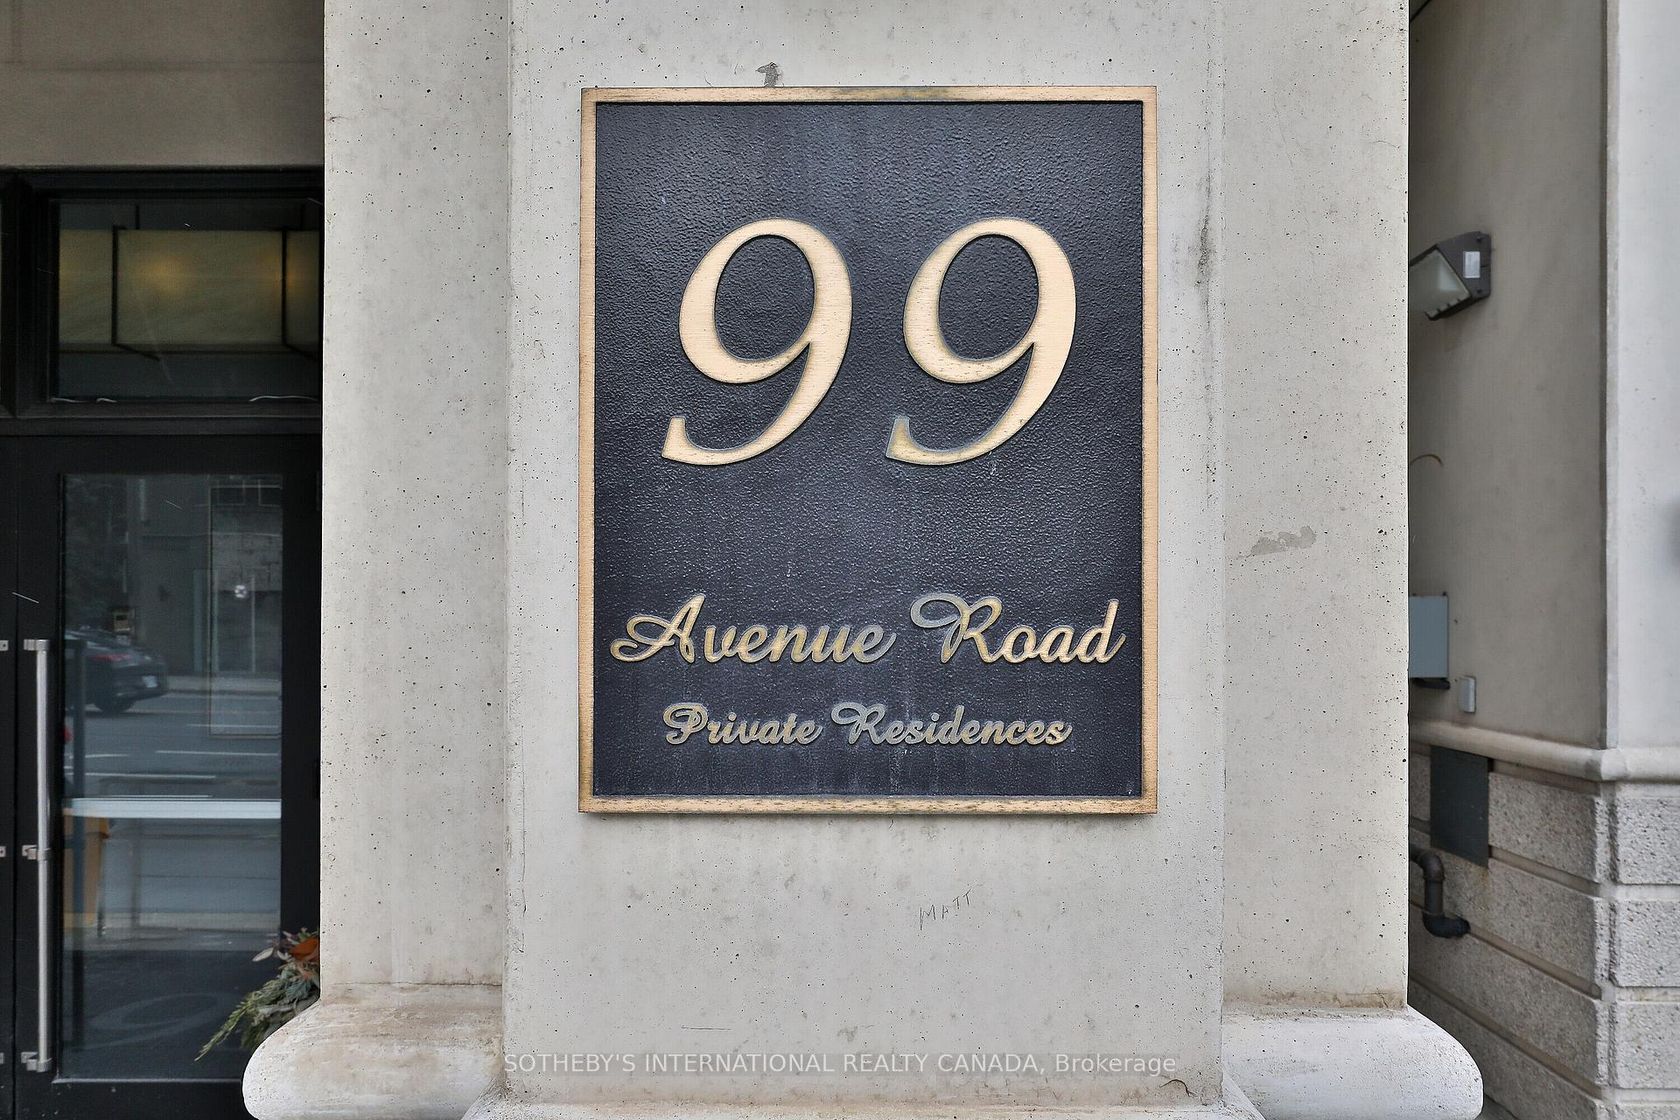 99
Avenue Road
Private Residences
MATT
SOTHEBY'S INTERNATIONAL REALTY CANADA, Brokerage